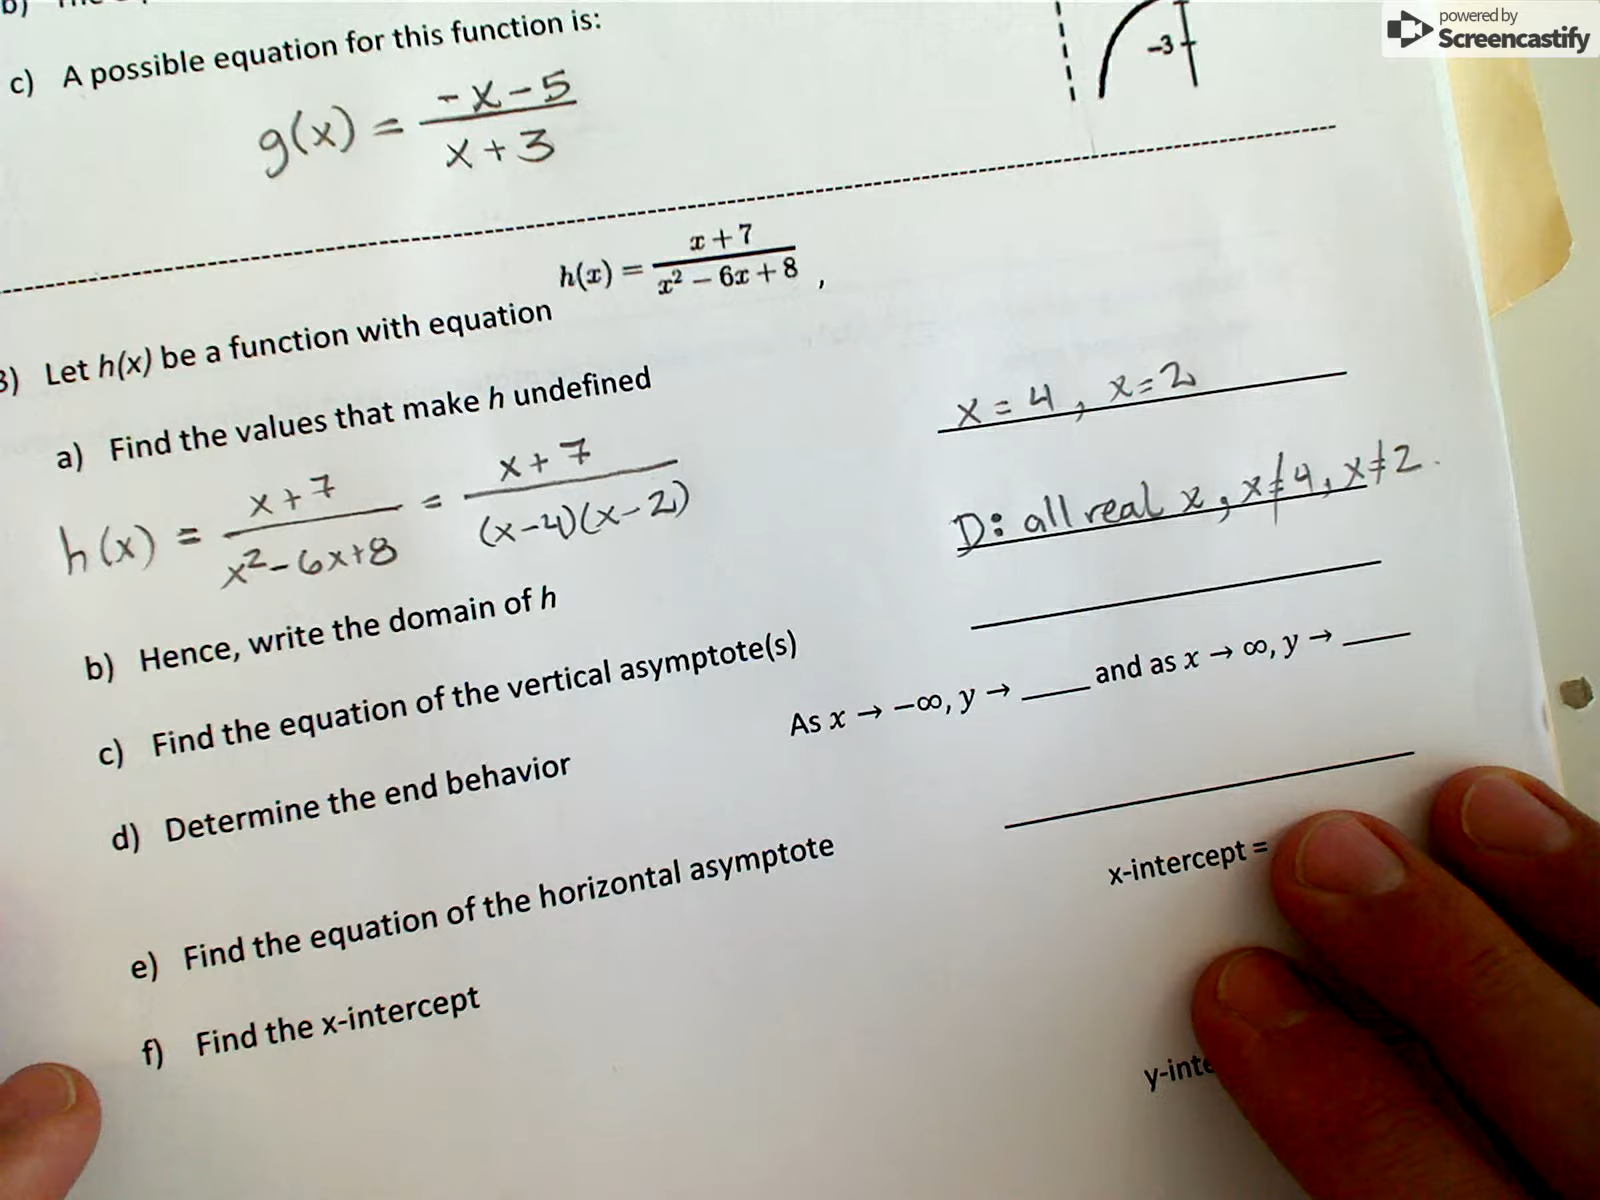 powered by
Screencastify
c) A possible equation for this function is:
-3
g(x) = -x-5
x+3
h(x) = x+7
x² - 6x + 8 ,
3) Let h(x) be a function with equation
a) Find the values that make h undefined
x = 4, x = 2
h(x) = x+7 = x+7
x²-6x+8 (x-4)(x-2)
D: all real x, x≠4, x≠2.
b) Hence, write the domain of h
c) Find the equation of the vertical asymptote(s)
d) Determine the end behavior
As x → −∞, y → ____ and as x → ∞, y → ____
e) Find the equation of the horizontal asymptote
f) Find the x-intercept
x-intercept =